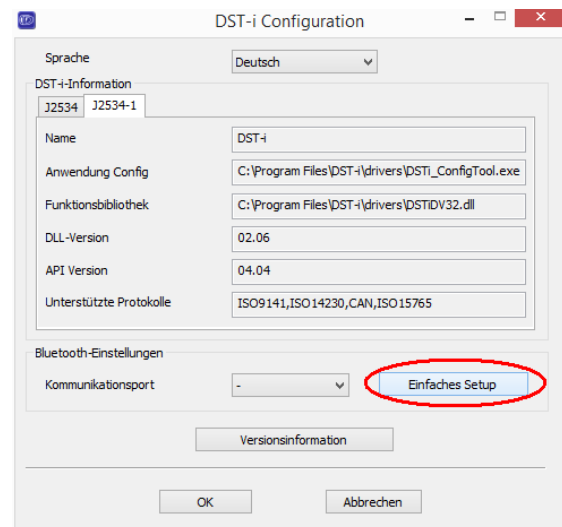 DST-i Configuration
Sprache Deutsch
DST-i-Information
J2534 J2534-1
Name DST-i
Anwendung Config C:\Program Files\DST-i\drivers\DSTi_ConfigTool.exe
Funktionsbibliothek C:\Program Files\DST-i\drivers\DSTiDV32.dll
DLL-Version 02.06
API Version 04.04
Unterstützte Protokolle ISO9141,ISO14230,CAN,ISO15765
Bluetooth-Einstellungen
Kommunikationsport - Einfaches Setup
Versionsinformation
OK Abbrechen